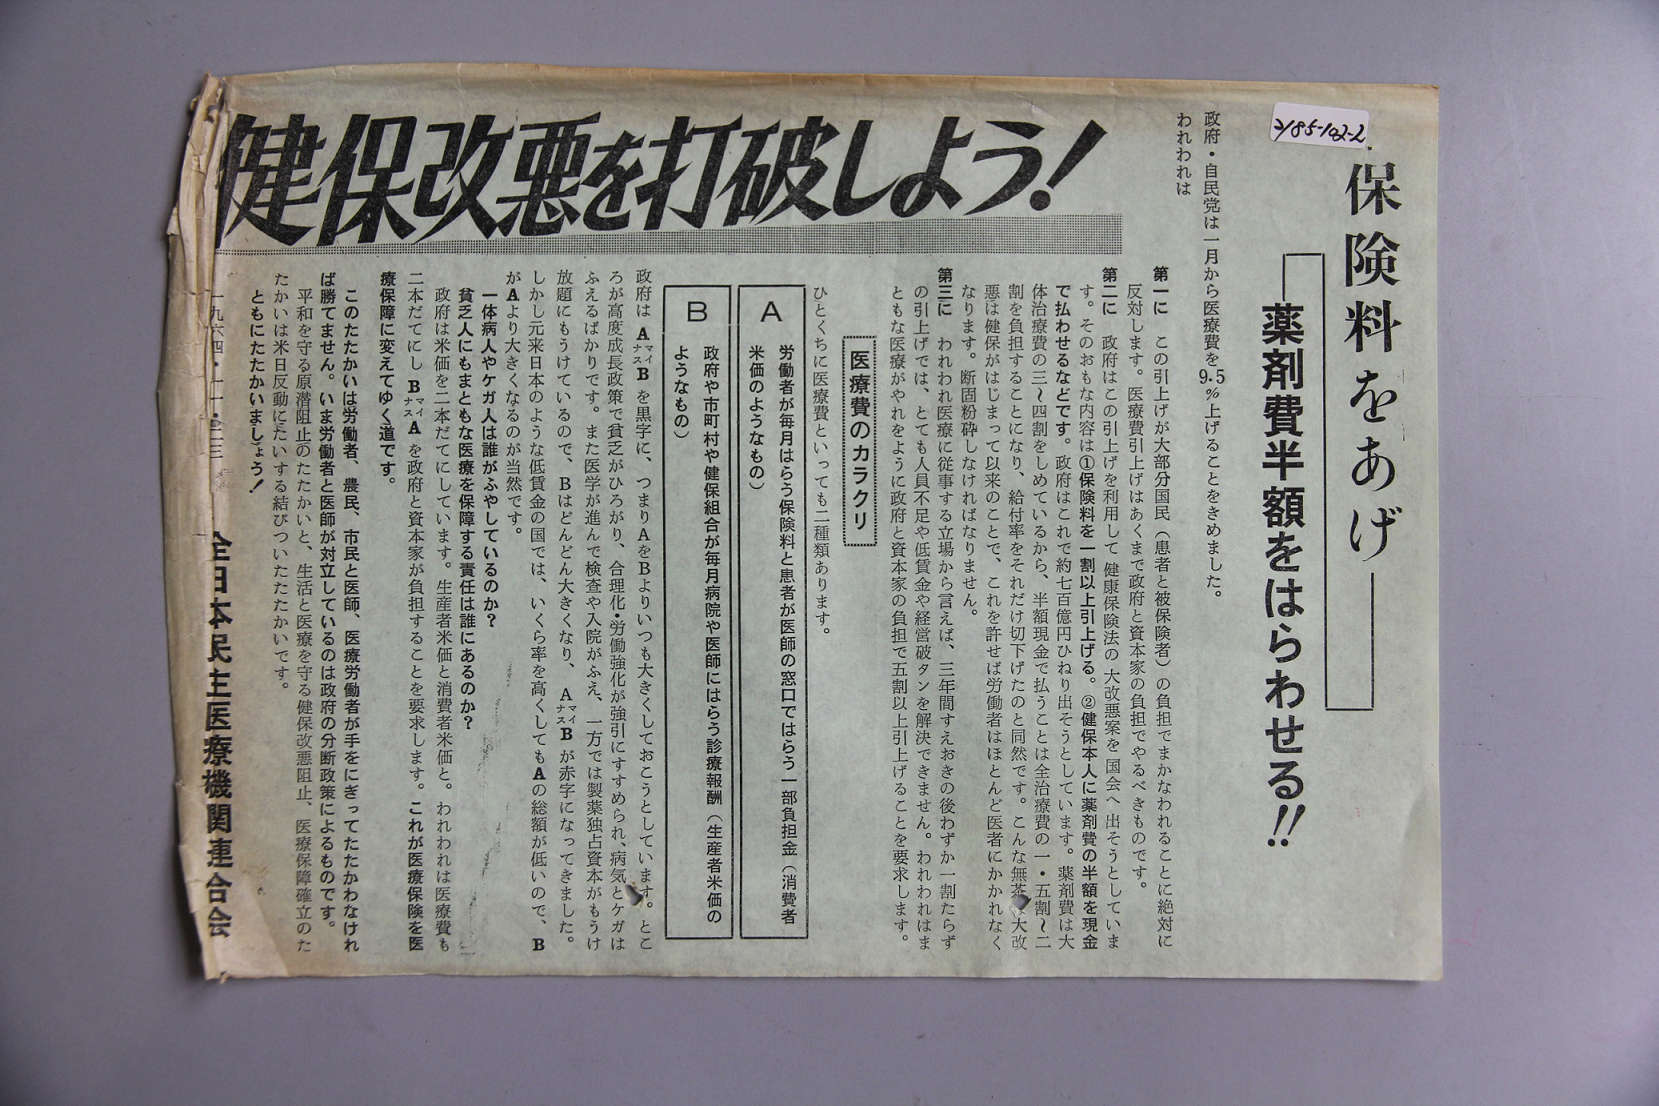 2185-102-2
保険料をあげ
薬剤費半額をはらわせる!!
健保改悪を打破しよう!
政府・自民党は一月から医療費を9.5%上げることをきめました。
われわれは
第一に この引上げが大部分国民(患者と被保険者)の負担でまかなわれることに絶対に
反対します。医療費引上げはあくまで政府と資本家の負担でやるべきものです。
第二に 政府はこの引上げを利用して 健康保険法の 大改悪案を 国会へ出そうとしていま
す。そのおもな内容は①保険料を一割以上引上げる。②健保本人に薬剤費の半額を現金
で払わせるなどです。政府はこれで約七百億円ひねり出そうとしています。薬剤費は大
体治療費の三〜四割をしめているから、半額現金で払うことは全治療費の一・五割〜二
割を負担することになり、給付率をそれだけ切下げたのと同然です。こんな無茶な大改
悪は健保がはじまって以来のことで、これを許せば労働者はほとんど医者にかかれなく
なります。断固粉砕しなければなりません。
第三に われわれ医療に従事する立場から言えば、三年間すえおきの後わずか一割たらず
の引上げでは、とても人員不足や低賃金や経営破タンを解決できません。われわれはま
ともな医療がやれるように政府と資本家の負担で五割以上引上げることを要求します。
医療費のカラクリ
ひとくちに医療費といっても二種類あります。
A
労働者が毎月はらう保険料と患者が医師の窓口ではらう一部負担金(消費者
米価のようなもの)
B
政府や市町村や健保組合が毎月病院や医師にはらう診療報酬(生産者米価の
ようなもの)
政府は AマイナスB を黒字に、つまりAをBよりいつも大きくしておこうとしています。とこ
ろが高度成長政策で貧乏がひろがり、合理化・労働強化が強引にすすめられ、病気とケガは
ふえるばかりです。また医学が進んで検査や入院がふえ、一方では製薬独占資本がもうけ
放題にもうけているので、Bはどんどん大きくなり、AマイナスB が赤字になってきました。
しかし元来日本のような低賃金の国では、いくら率を高くしてもAの総額が低いので、B
がAより大きくなるのが当然です。
一体病人やケガ人は誰がふやしているのか?
貧乏人にもまともな医療を保障する責任は誰にあるのか?
政府は米価を二本だてにしています。生産者米価と消費者米価と。われわれは医療費も
二本だてにし BマイナスA を政府と資本家が負担することを要求します。これが医療保険を医
療保障に変えてゆく道です。
このたたかいは労働者、農民、市民と医師、医療労働者が手をにぎってたたかわなけれ
ば勝てません。いま労働者と医師が対立しているのは政府の分断政策によるものです。
平和を守る原潜阻止のたたかいと、生活と医療を守る健保改悪阻止、医療保障確立のた
たかいは米日反動にたいする結びついたたたかいです。
ともにたたかいましょう!
一九六四・一一・二三
全日本民主医療機関連合会